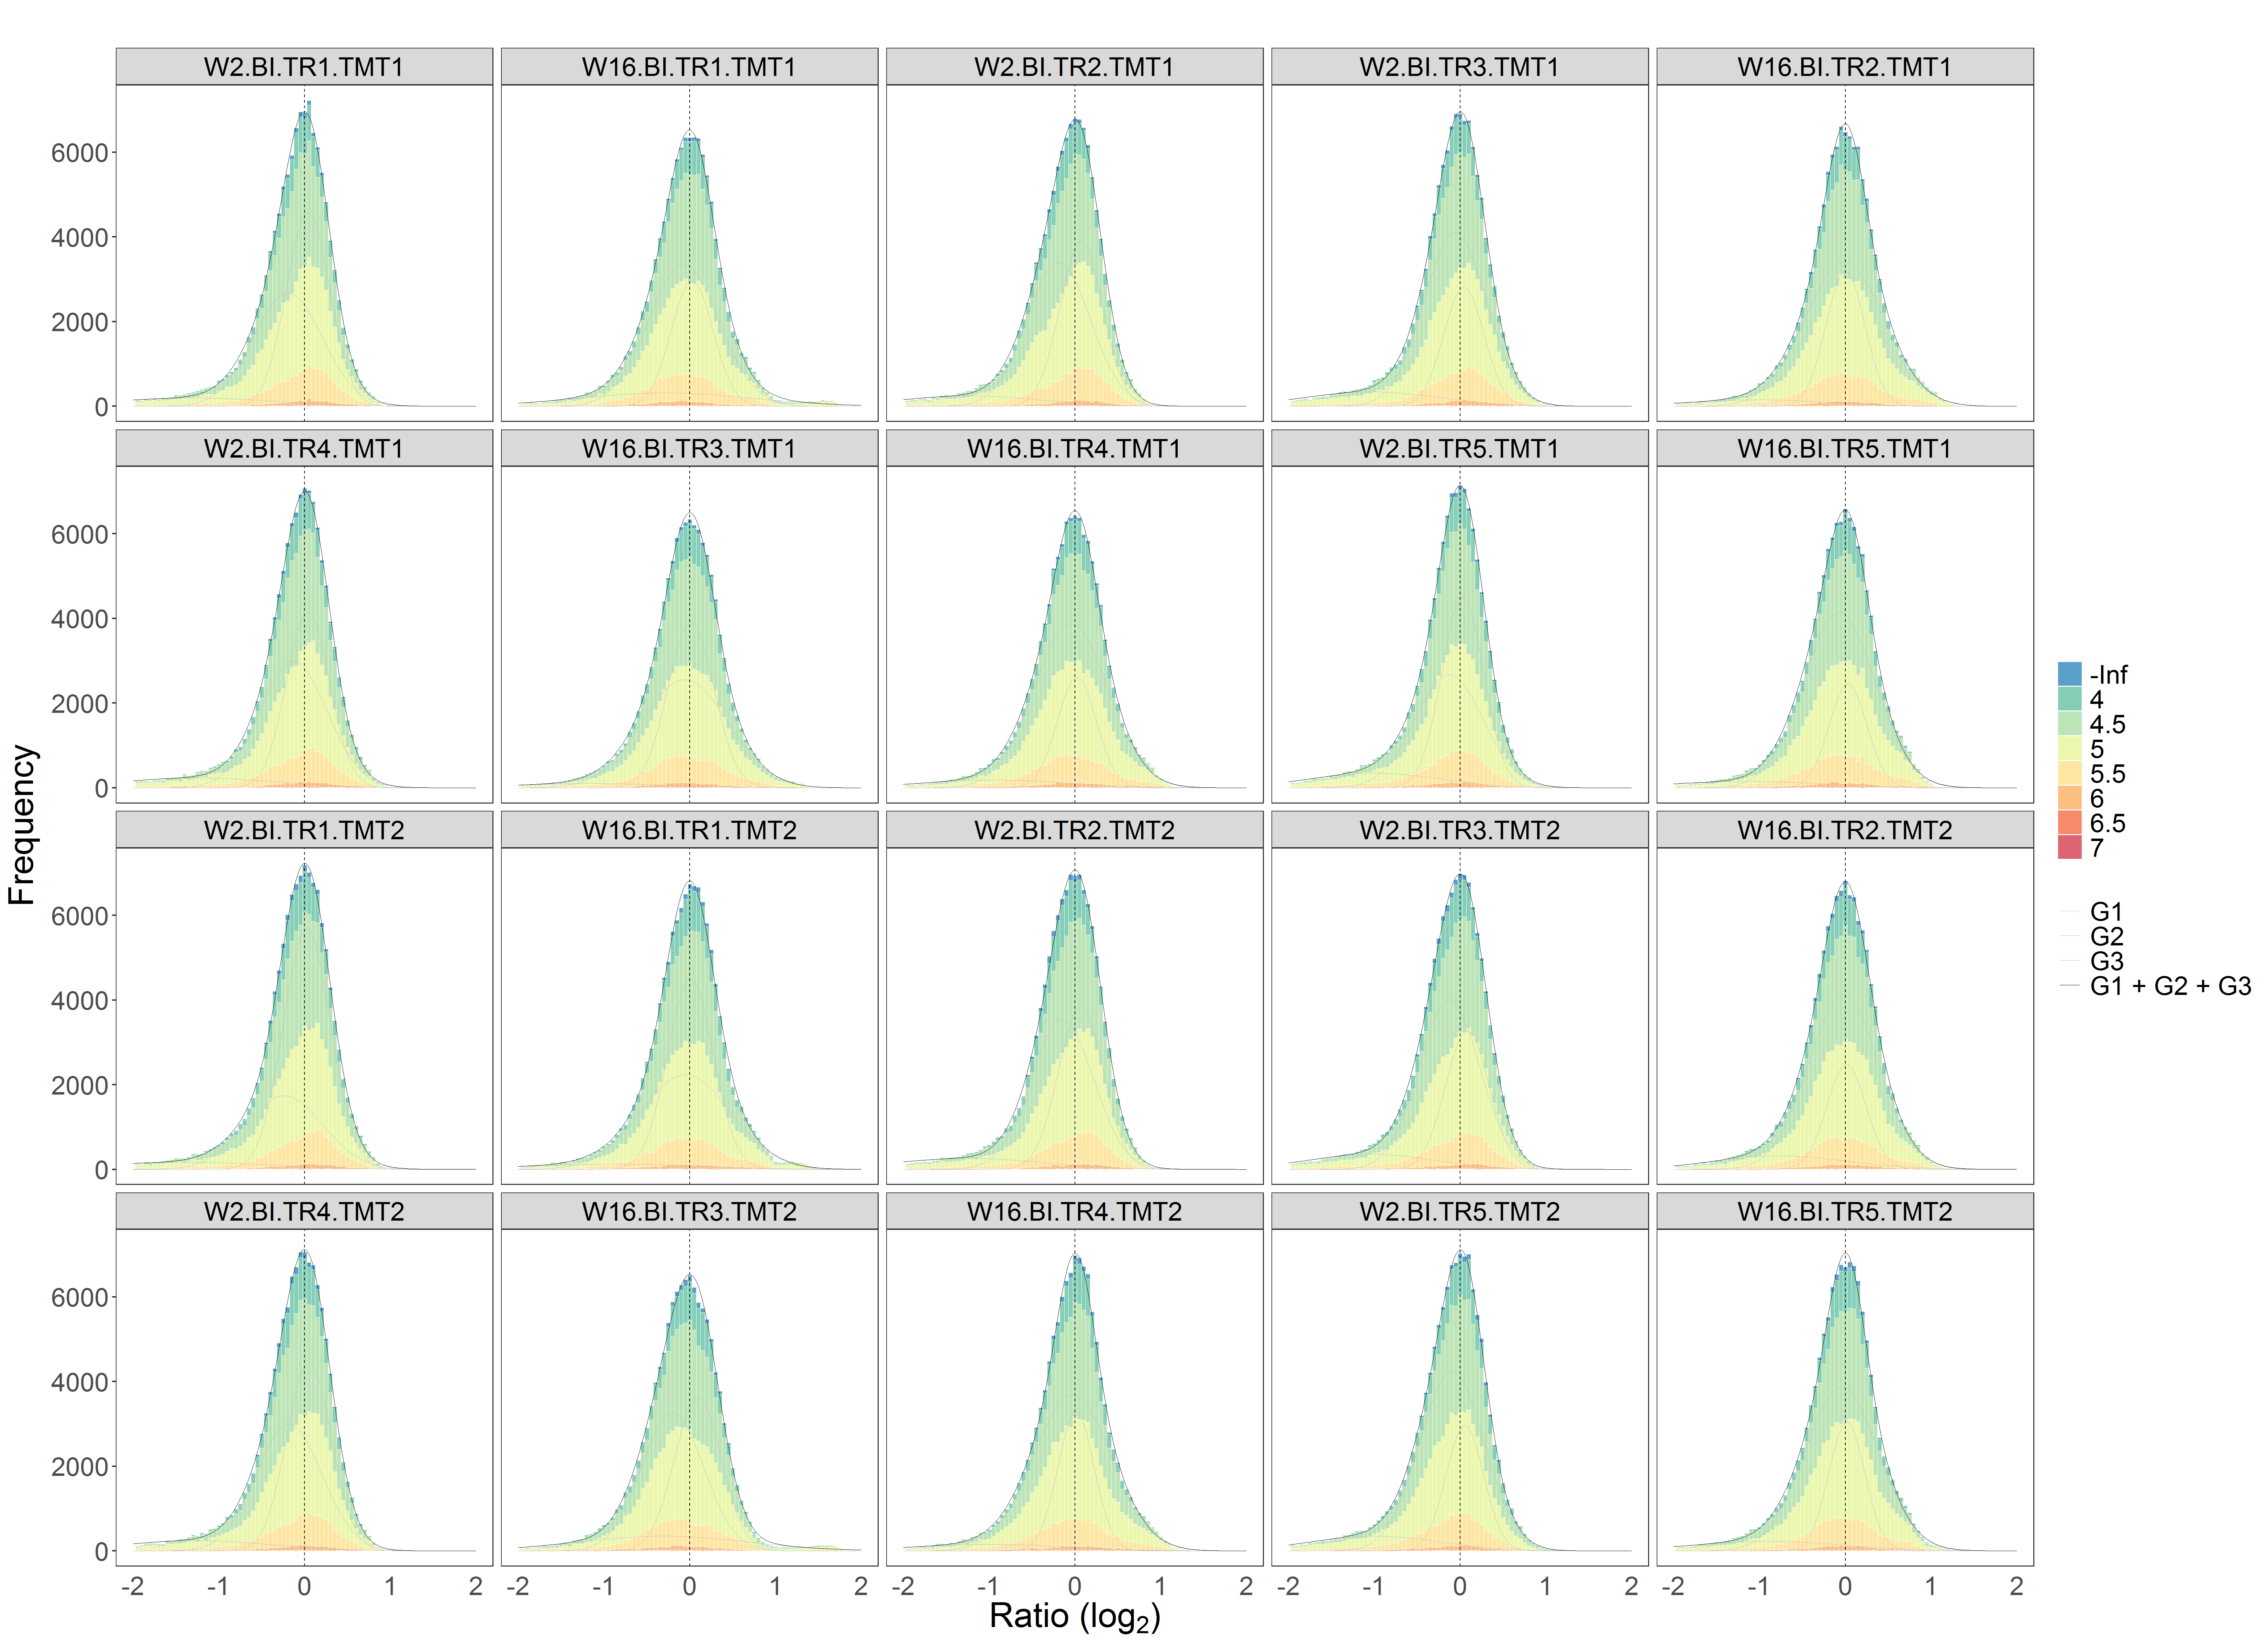 W2.BI.TR1.TMT1
W16.BI.TR1.TMT1
W2.BI.TR2.TMT1
W2.BI.TR3.TMT1
W16.BI.TR2.TMT1
6000
4000
2000
0
W2.BI.TR4.TMT1
W16.BI.TR3.TMT1
W16.BI.TR4.TMT1
W2.BI.TR5.TMT1
W16.BI.TR5.TMT1
6000
4000
2000
0
W2.BI.TR1.TMT2
W16.BI.TR1.TMT2
W2.BI.TR2.TMT2
W2.BI.TR3.TMT2
W16.BI.TR2.TMT2
6000
4000
2000
0
W2.BI.TR4.TMT2
W16.BI.TR3.TMT2
W16.BI.TR4.TMT2
W2.BI.TR5.TMT2
W16.BI.TR5.TMT2
6000
4000
2000
0
-2 -1 0 1 2
-2 -1 0 1 2
-2 -1 0 1 2
-2 -1 0 1 2
-2 -1 0 1 2
Ratio (log₂)
Frequency
-Inf
4
4.5
5
5.5
6
6.5
7
G1
G2
G3
G1 + G2 + G3